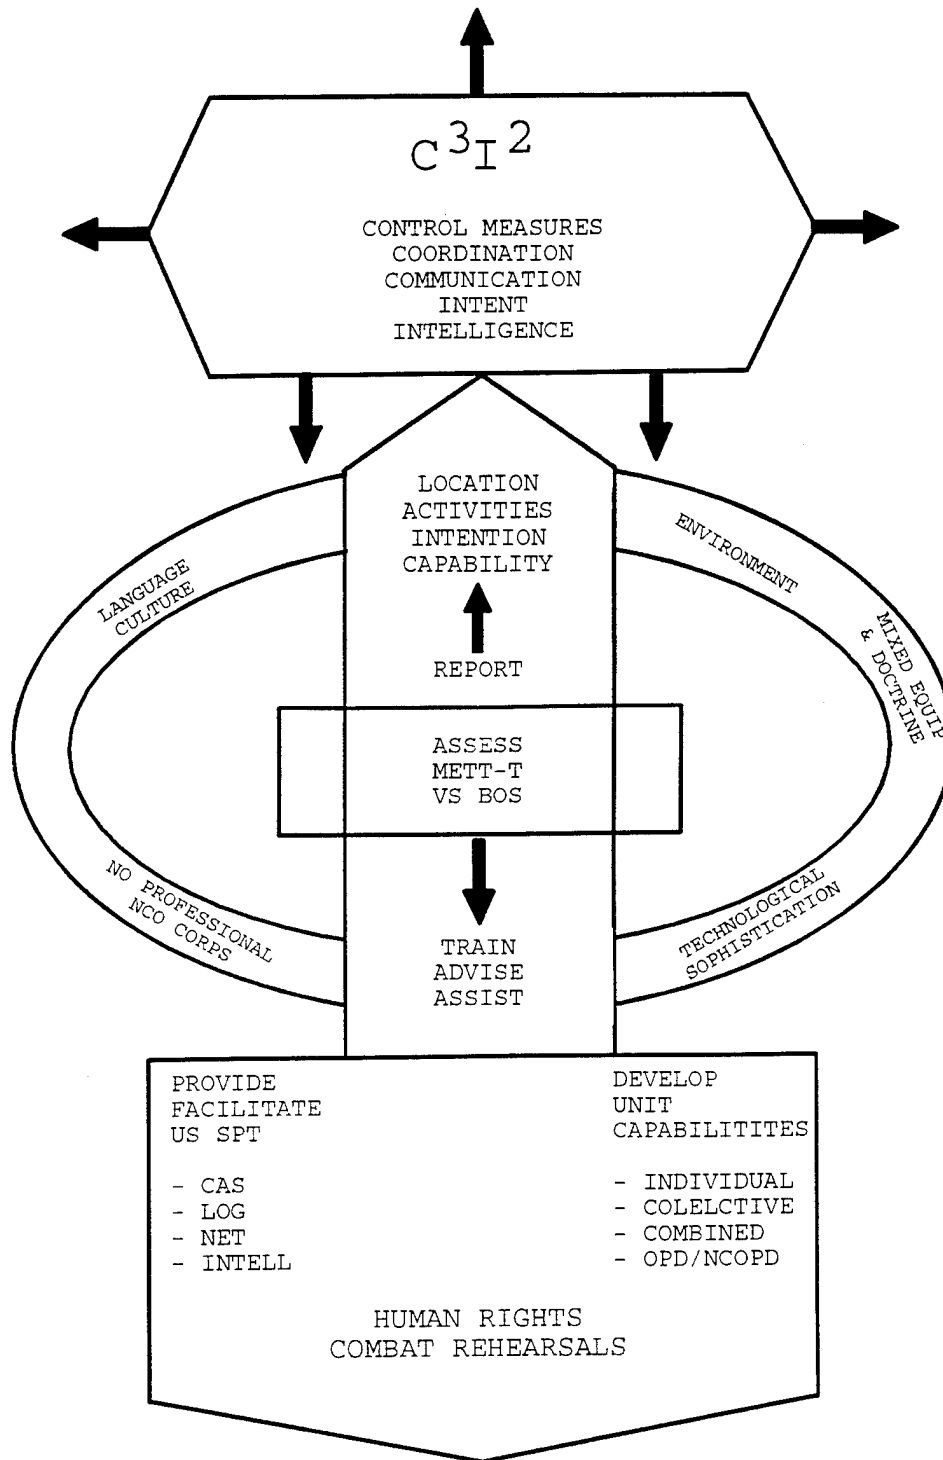 C³I²
CONTROL MEASURES
COORDINATION
COMMUNICATION
INTENT
INTELLIGENCE
LOCATION
ACTIVITIES
INTENTION
CAPABILITY
LANGUAGE
CULTURE
ENVIRONMENT
MIXED EQUIP
& DOCTRINE
REPORT
ASSESS
METT-T
VS BOS
NO PROFESSIONAL
NCO CORPS
TECHNOLOGICAL
SOPHISTICATION
TRAIN
ADVISE
ASSIST
PROVIDE
FACILITATE
US SPT
- CAS
- LOG
- NET
- INTELL
DEVELOP
UNIT
CAPABILITITES
- INDIVIDUAL
- COLELCTIVE
- COMBINED
- OPD/NCOPD
HUMAN RIGHTS
COMBAT REHEARSALS